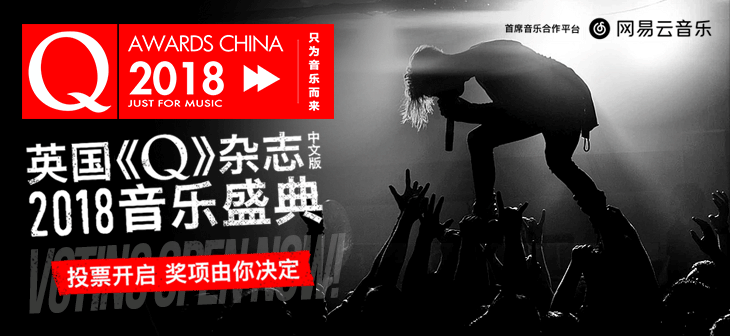 Q
AWARDS CHINA
2018
JUST FOR MUSIC
只为音乐而来
首席音乐合作平台
网易云音乐
英国《Q》杂志
中文版
2018音乐盛典
VOTING OPEN NOW!
投票开启 奖项由你决定